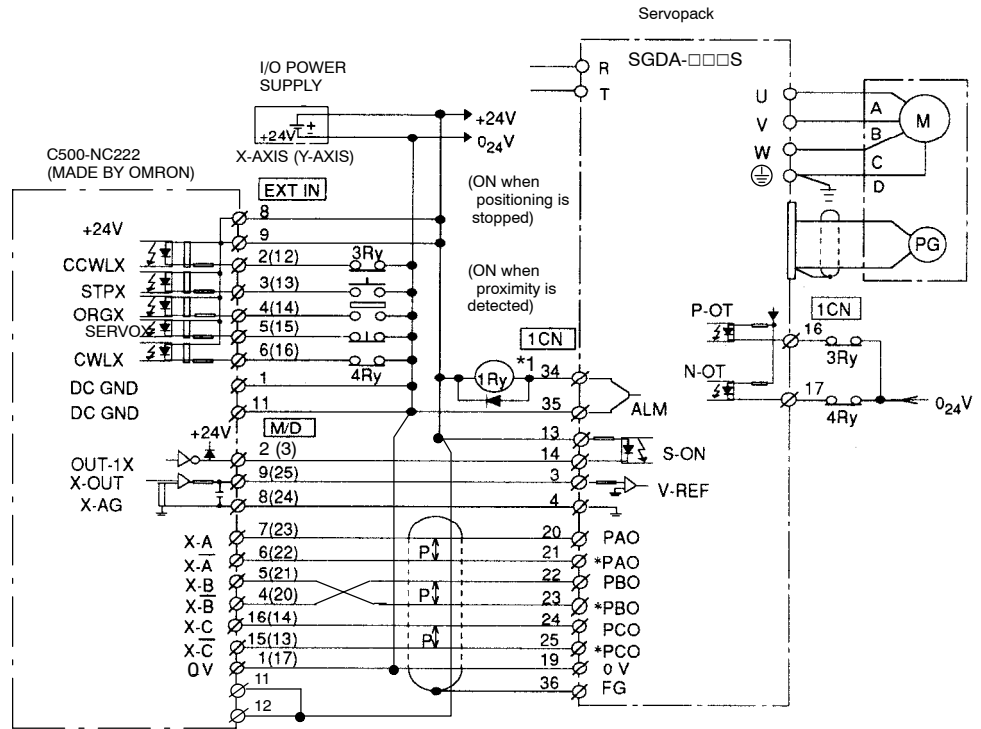 Servopack
SGDA-□□□S
I/O POWER
SUPPLY
+24V ±
X-AXIS (Y-AXIS)
+24V
0₂₄V
R
T
U
V
W
A
B
C
D
M
PG
C500-NC222
(MADE BY OMRON)
EXT IN
(ON when
positioning is
stopped)
(ON when
proximity is
detected)
+24V
8
9
CCWLX
2(12)
3Ry
STPX
3(13)
ORGX
4(14)
SERVOX
5(15)
CWLX
6(16)
4Ry
DC GND
1
DC GND
11
1CN
1Ry
*1
34
35
ALM
P-OT
1CN
16
3Ry
N-OT
17
4Ry
0₂₄V
M/D
+24V
OUT-1X
2 (3)
13
14
S-ON
X-OUT
9(25)
3
V-REF
X-AG
8(24)
4
X-A
7(23)
P
20
PAO
X-A̅
6(22)
21
*PAO
X-B
5(21)
P
22
PBO
X-B̅
4(20)
23
*PBO
X-C
16(14)
P
24
PCO
X-C̅
15(13)
25
*PCO
0V
1(17)
19
0 V
11
36
FG
12